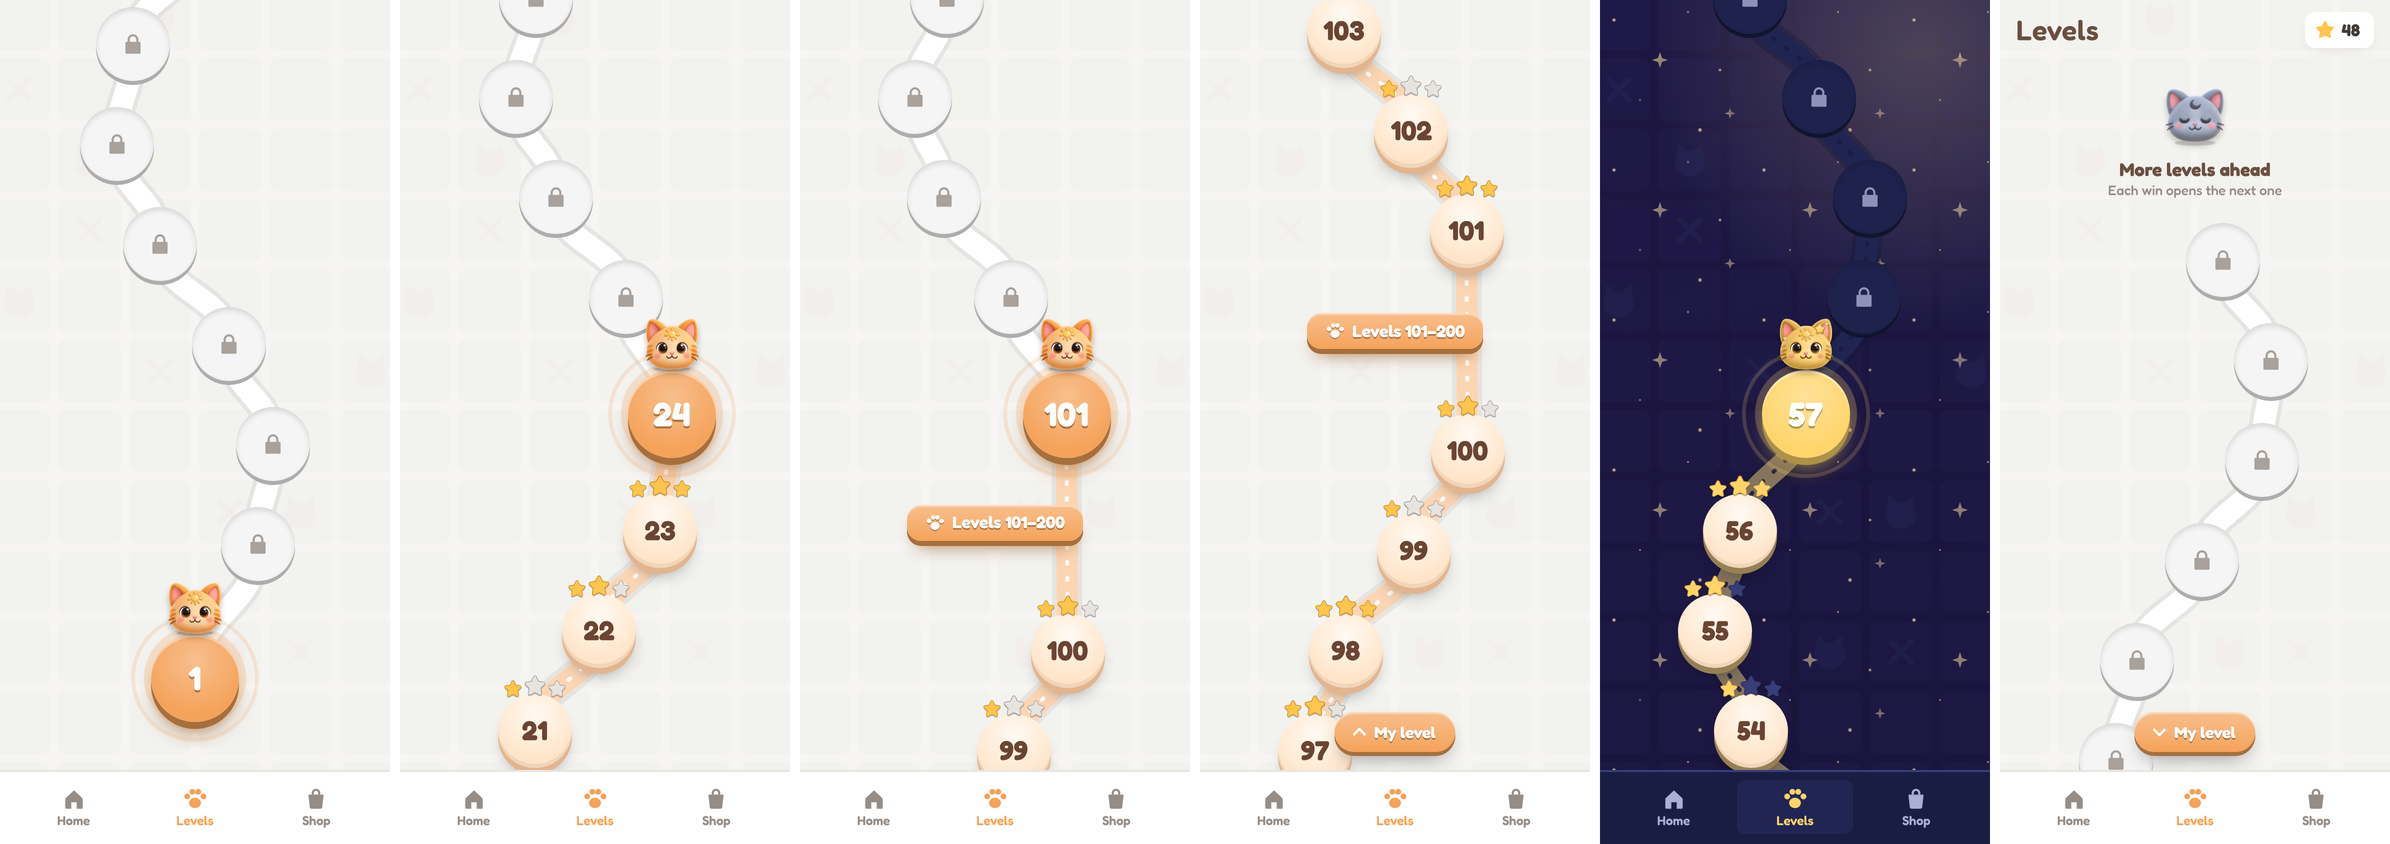 1
Home Levels Shop
24
23
22
21
Home Levels Shop
101
Levels 101–200
100
99
Home Levels Shop
103
102
101
Levels 101–200
100
99
98
97
My level
Home Levels Shop
57
56
55
54
Home Levels Shop
Levels
48
More levels ahead
Each win opens the next one
My level
Home Levels Shop